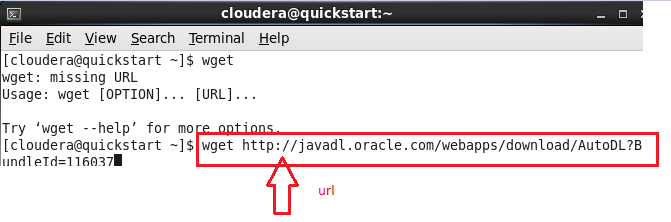 cloudera@quickstart:~
File Edit View Search Terminal Help
[cloudera@quickstart ~]$ wget
wget: missing URL
Usage: wget [OPTION]... [URL]...
Try ‘wget --help’ for more options.
[cloudera@quickstart ~]$ wget http://javadl.oracle.com/webapps/download/AutoDL?B
undleId=116037
url